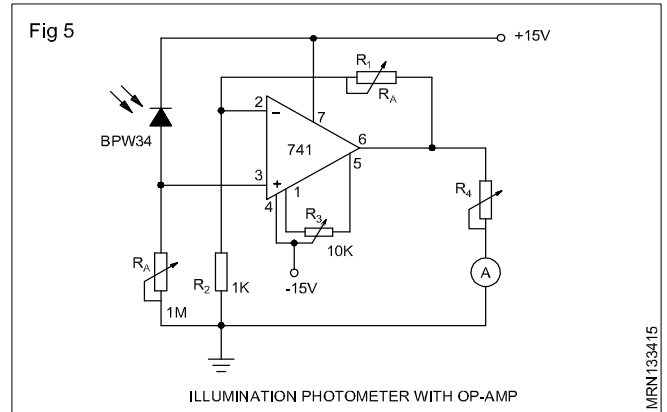 Fig 5
+15V
R1
RA
BPW34
2
−
7
741
6
5
3
+
1
4
R3
10K
-15V
R4
A
RA
1M
R2
1K
ILLUMINATION PHOTOMETER WITH OP-AMP
MRN133415